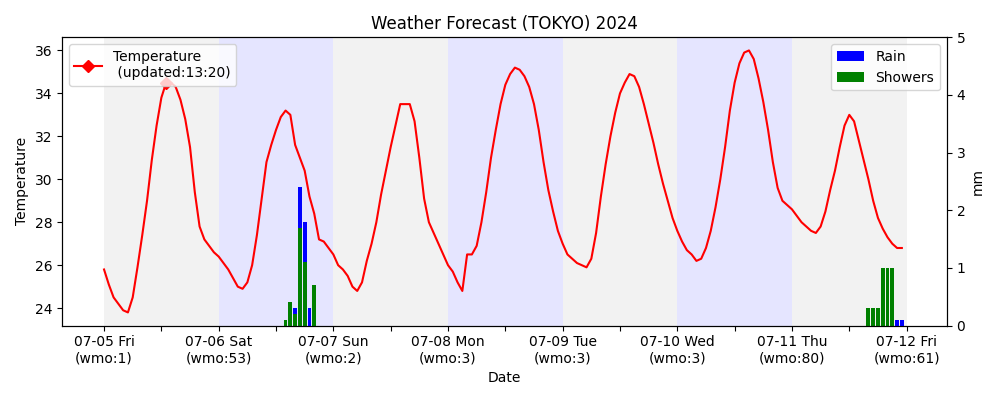 Weather Forecast (TOKYO) 2024
Temperature
(updated:13:20)
Rain
Showers
36
34
32
30
28
26
24
Temperature
5
4
3
2
1
0
mm
07-05 Fri
(wmo:1)
07-06 Sat
(wmo:53)
07-07 Sun
(wmo:2)
07-08 Mon
(wmo:3)
07-09 Tue
(wmo:3)
07-10 Wed
(wmo:3)
07-11 Thu
(wmo:80)
07-12 Fri
(wmo:61)
Date